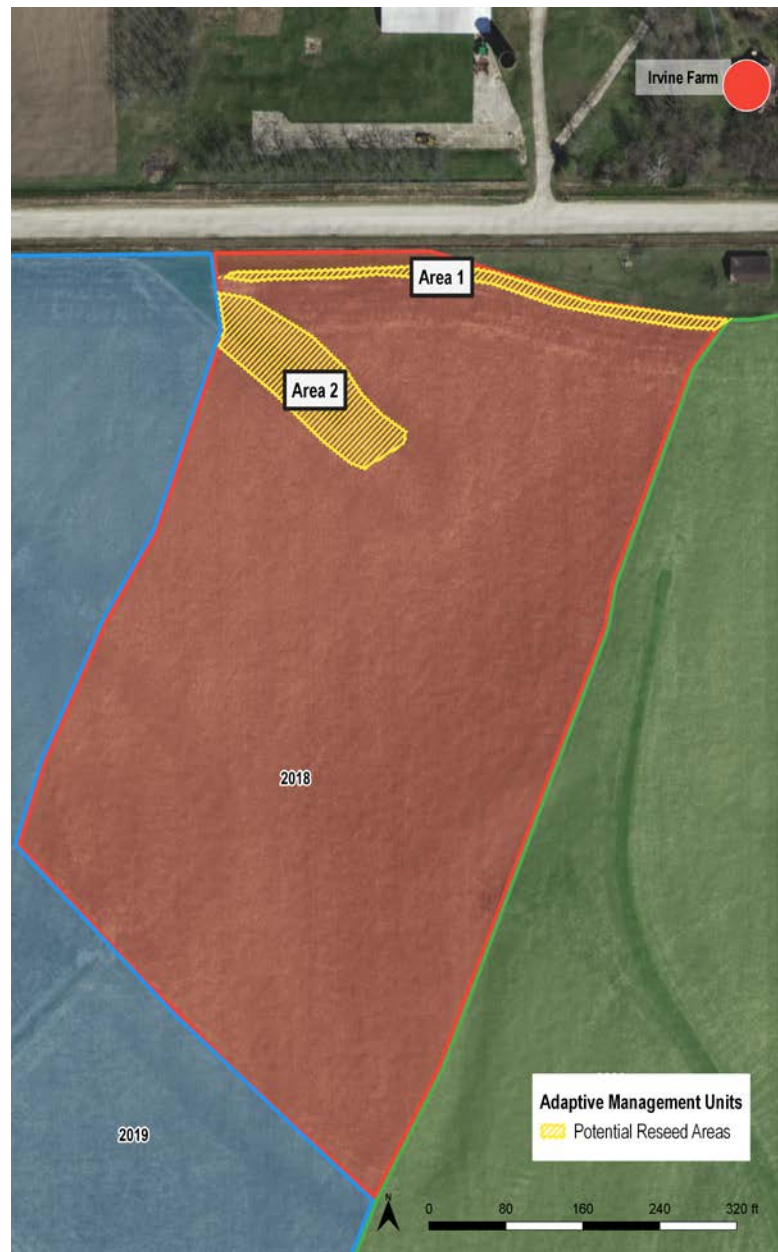 Irvine Farm
Area 1
Area 2
2018
2019
Adaptive Management Units
Potential Reseed Areas
N
0 80 160 240 320 ft